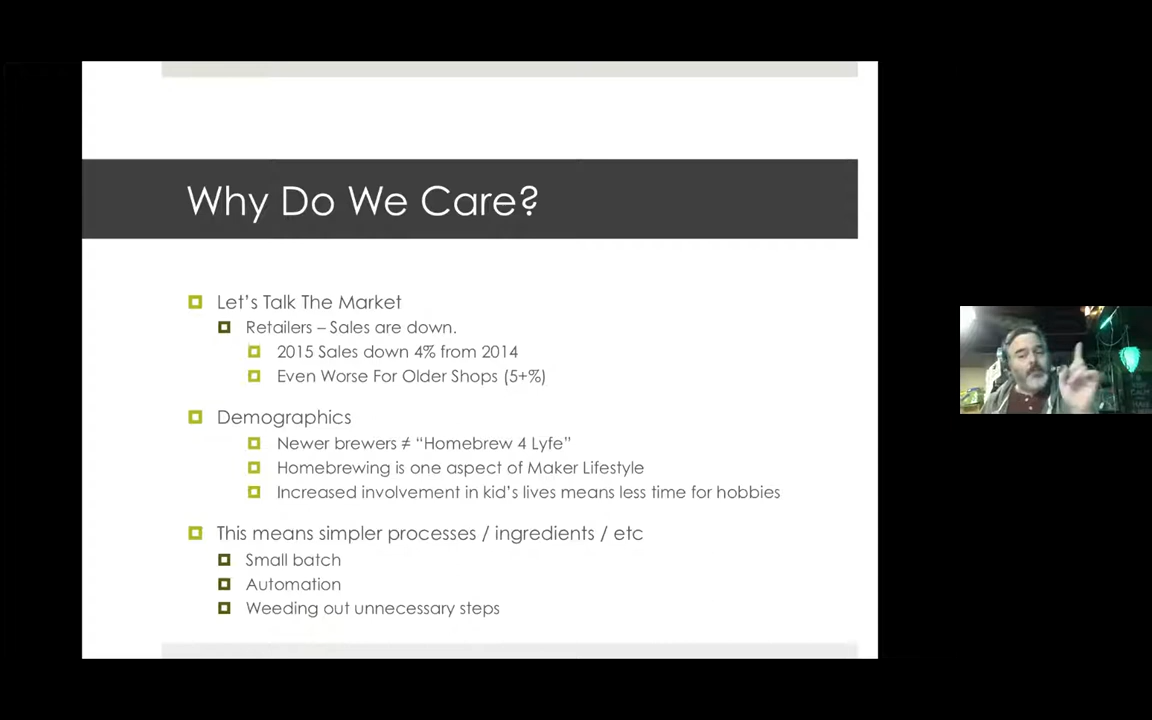 Why Do We Care?
Let's Talk The Market
Retailers – Sales are down.
2015 Sales down 4% from 2014
Even Worse For Older Shops (5+%)
Demographics
Newer brewers ≠ “Homebrew 4 Lyfe”
Homebrewing is one aspect of Maker Lifestyle
Increased involvement in kid's lives means less time for hobbies
This means simpler processes / ingredients / etc
Small batch
Automation
Weeding out unnecessary steps